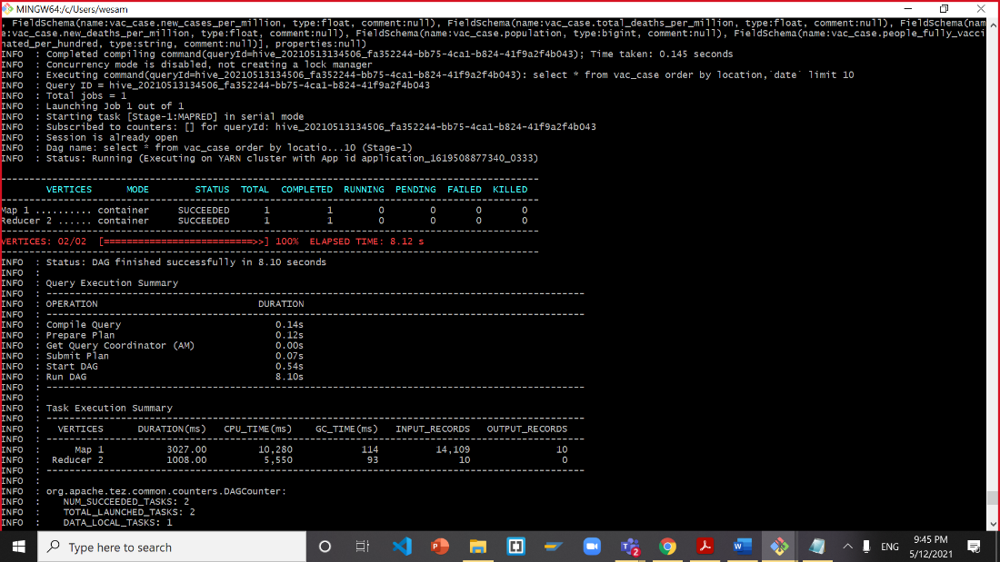 MINGW64:/c/Users/wesam
t, FieldSchema(name:vac_case.new_cases_per_million, type:float, comment:null), FieldSchema(name:vac_case.total_deaths_per_million, type:float, comment:null), FieldSchema(nam
e:vac_case.new_deaths_per_million, type:float, comment:null), FieldSchema(name:vac_case.population, type:bigint, comment:null), FieldSchema(name:vac_case.people_fully_vacci
nated_per_hundred, type:string, comment:null)], properties:null)
INFO  : Completed compiling command(queryId=hive_20210513134506_fa352244-bb75-4ca1-b824-41f9a2f4b043); Time taken: 0.145 seconds
INFO  : Concurrency mode is disabled, not creating a lock manager
INFO  : Executing command(queryId=hive_20210513134506_fa352244-bb75-4ca1-b824-41f9a2f4b043): select * from vac_case order by location,`date` limit 10
INFO  : Query ID = hive_20210513134506_fa352244-bb75-4ca1-b824-41f9a2f4b043
INFO  : Total jobs = 1
INFO  : Launching Job 1 out of 1
INFO  : Starting task [Stage-1:MAPRED] in serial mode
INFO  : Subscribed to counters: [] for queryId: hive_20210513134506_fa352244-bb75-4ca1-b824-41f9a2f4b043
INFO  : Session is already open
INFO  : Dag name: select * from vac_case order by locatio...10 (Stage-1)
INFO  : Status: Running (Executing on YARN cluster with App id application_1619508877340_0333)
----------------------------------------------------------------------------------------------
VERTICES MODE STATUS TOTAL COMPLETED RUNNING PENDING FAILED KILLED
----------------------------------------------------------------------------------------------
Map 1 .......... container SUCCEEDED 1 1 0 0 0 0
Reducer 2 ...... container SUCCEEDED 1 1 0 0 0 0
----------------------------------------------------------------------------------------------
VERTICES: 02/02 [==========================>>] 100% ELAPSED TIME: 8.12 s
----------------------------------------------------------------------------------------------
INFO  : Status: DAG finished successfully in 8.10 seconds
INFO  :
INFO  : Query Execution Summary
INFO  : ----------------------------------------------------------------------------------------------
INFO  : OPERATION DURATION
INFO  : ----------------------------------------------------------------------------------------------
INFO  : Compile Query 0.14s
INFO  : Prepare Plan 0.12s
INFO  : Get Query Coordinator (AM) 0.00s
INFO  : Submit Plan 0.07s
INFO  : Start DAG 0.54s
INFO  : Run DAG 8.10s
INFO  : ----------------------------------------------------------------------------------------------
INFO  :
INFO  : Task Execution Summary
INFO  : ----------------------------------------------------------------------------------------------
INFO  : VERTICES DURATION(ms) CPU_TIME(ms) GC_TIME(ms) INPUT_RECORDS OUTPUT_RECORDS
INFO  : ----------------------------------------------------------------------------------------------
INFO  : Map 1 3027.00 10,280 114 14,109 10
INFO  : Reducer 2 1008.00 5,550 93 10 0
INFO  : ----------------------------------------------------------------------------------------------
INFO  :
INFO  : org.apache.tez.common.counters.DAGCounter:
INFO  : NUM_SUCCEEDED_TASKS: 2
INFO  : TOTAL_LAUNCHED_TASKS: 2
INFO  : DATA_LOCAL_TASKS: 1
Type here to search
2
ENG
9:45 PM
5/12/2021